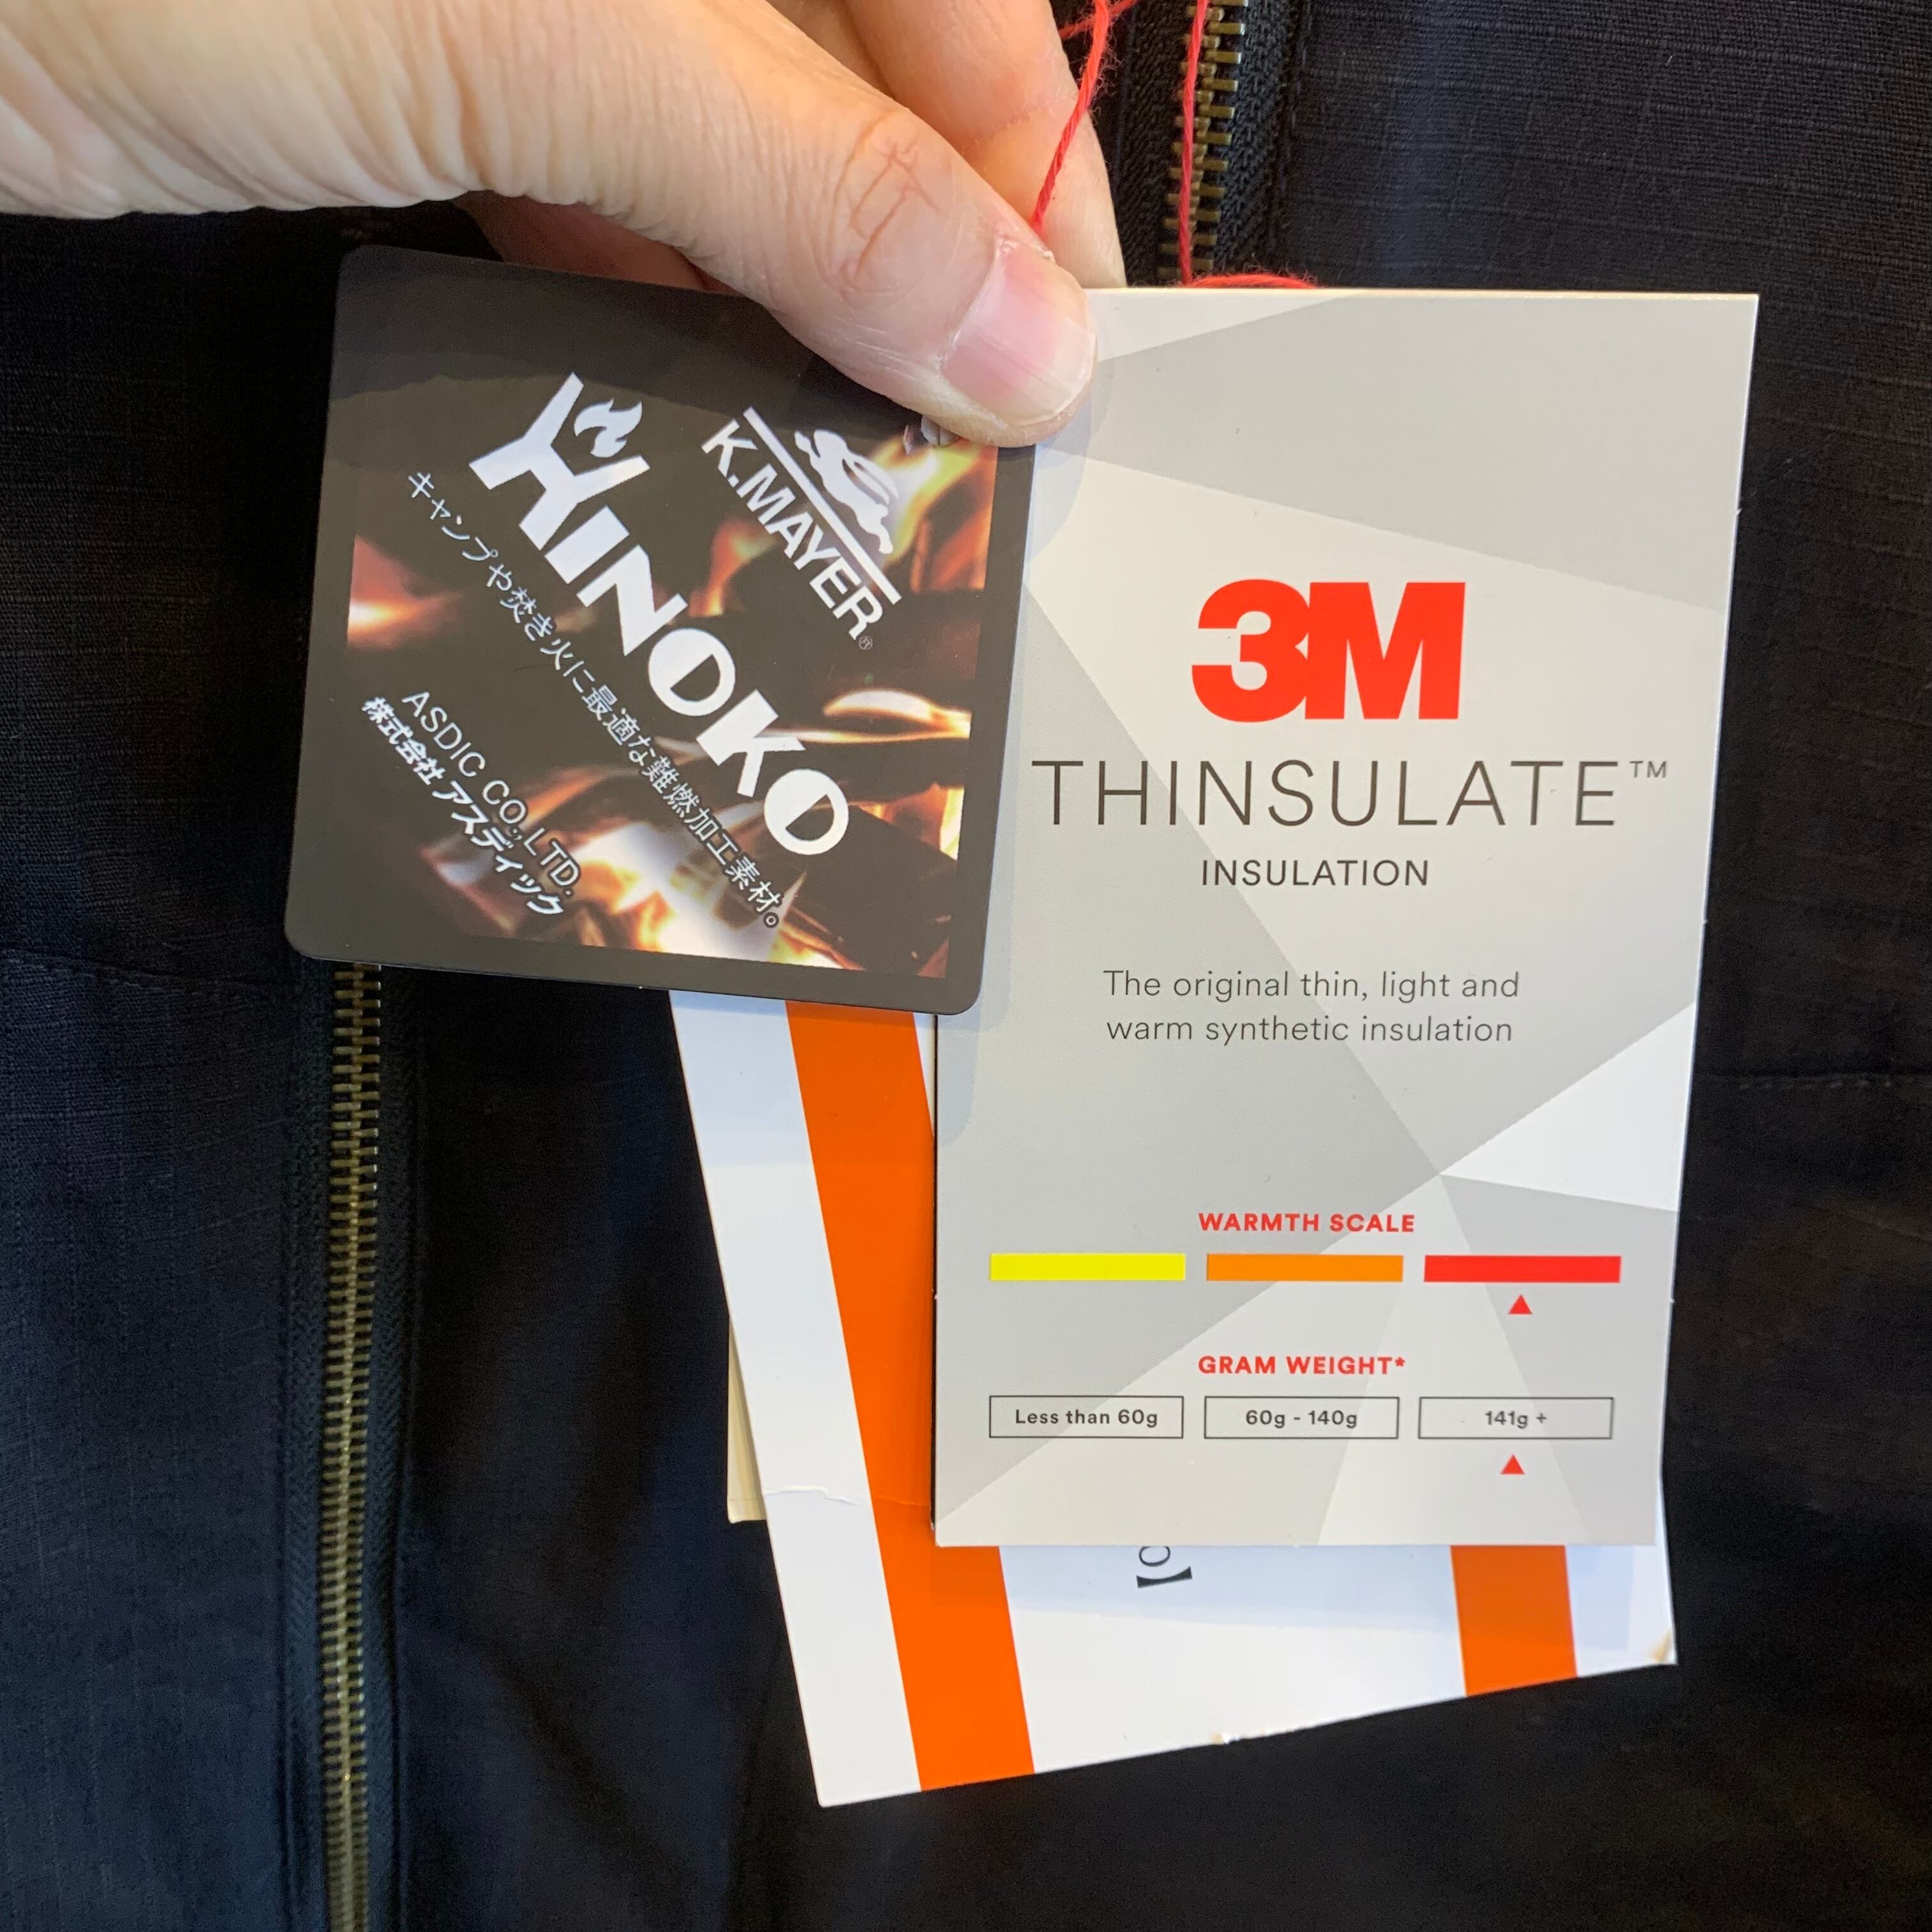 K.MAYER®
HINOKO
キャンプや焚き火に最適な難燃加工素材。
ASDIC CO.,LTD.
株式会社 アスディック
3M
THINSULATE™
INSULATION
The original thin, light and
warm synthetic insulation
WARMTH SCALE
GRAM WEIGHT*
Less than 60g
60g - 140g
141g +